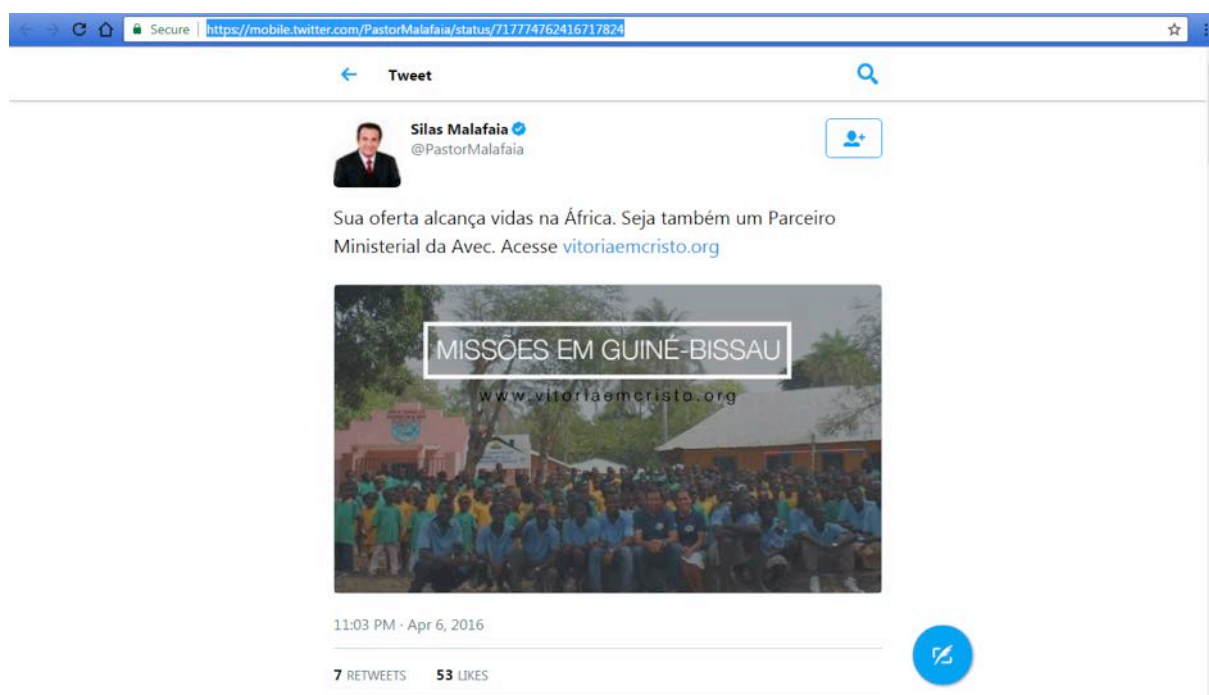 Secure | https://mobile.twitter.com/PastorMalafaia/status/717774762416717824
Tweet
Silas Malafaia
@PastorMalafaia
Sua oferta alcança vidas na África. Seja também um Parceiro
Ministerial da Avec. Acesse vitoriaemcristo.org
MISSÕES EM GUINÉ-BISSAU
www.vitoriaemcristo.org
11:03 PM · Apr 6, 2016
7 RETWEETS 53 LIKES